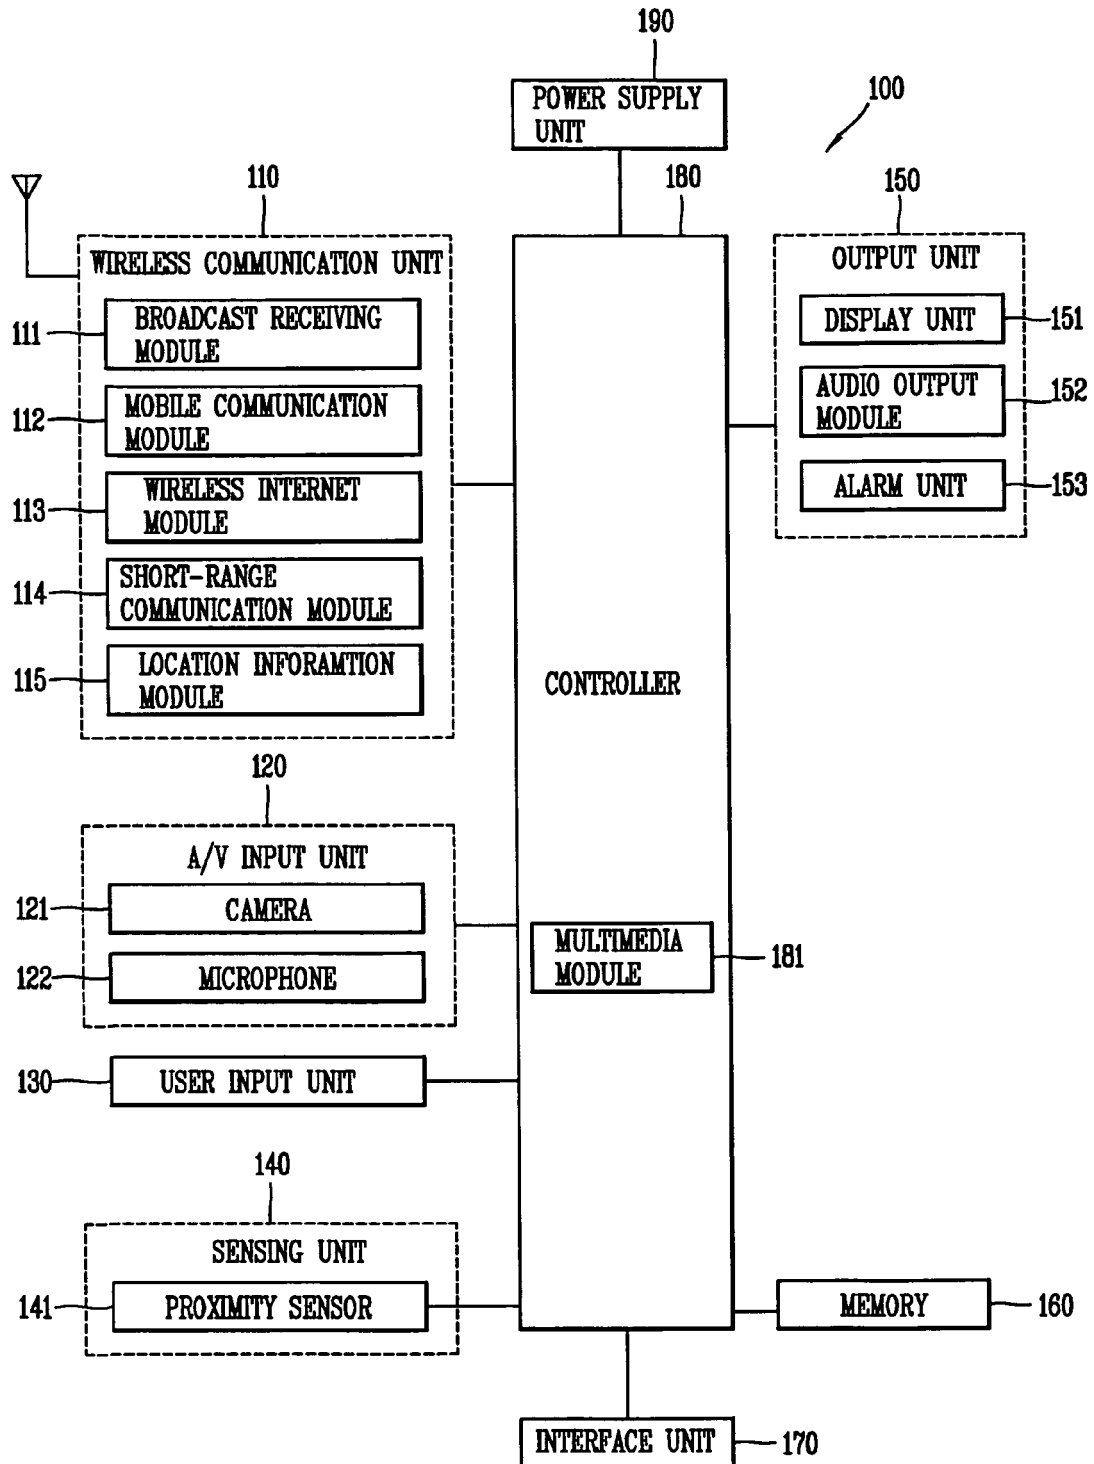 190
POWER SUPPLY
UNIT
100
110
180
150
WIRELESS COMMUNICATION UNIT
OUTPUT UNIT
111
BROADCAST RECEIVING
MODULE
DISPLAY UNIT
151
112
MOBILE COMMUNICATION
MODULE
AUDIO OUTPUT
MODULE
152
113
WIRELESS INTERNET
MODULE
ALARM UNIT
153
114
SHORT-RANGE
COMMUNICATION MODULE
115
LOCATION INFORAMTION
MODULE
CONTROLLER
120
A/V INPUT UNIT
121
CAMERA
122
MICROPHONE
MULTIMEDIA
MODULE
181
130
USER INPUT UNIT
140
SENSING UNIT
141
PROXIMITY SENSOR
MEMORY
160
INTERFACE UNIT
170